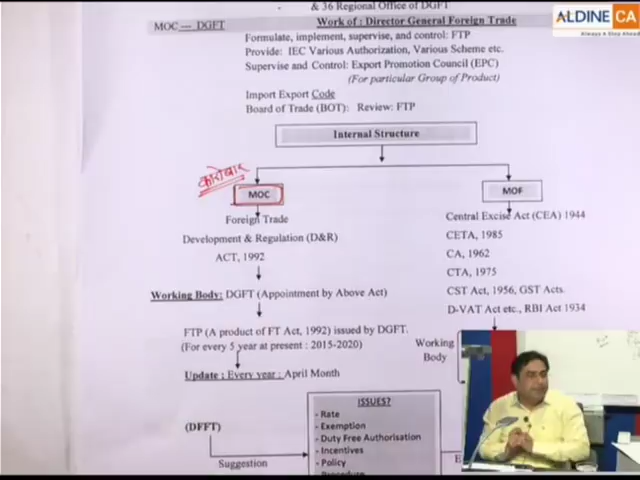 & 36 Regional Office of DGFT
ALDINE CA
Always A Step Ahead
MOC — DGFT
Work of : Director General Foreign Trade
Formulate, implement, supervise, and control: FTP
Provide: IEC Various Authorization, Various Scheme etc.
Supervise and Control: Export Promotion Council (EPC)
(For particular Group of Product)
Import Export Code
Board of Trade (BOT): Review: FTP
Internal Structure
कारोबार
MOC
MOF
Foreign Trade
Development & Regulation (D&R)
ACT, 1992
Central Excise Act (CEA) 1944
CETA, 1985
CA, 1962
CTA, 1975
CST Act, 1956, GST Acts.
D-VAT Act etc., RBI Act 1934
Working Body: DGFT (Appointment by Above Act)
FTP (A product of FT Act, 1992) issued by DGFT.
(For every 5 year at present : 2015-2020)
Working
Body
Update : Every year : April Month
(DFFT)
Suggestion
ISSUES?
- Rate
- Exemption
- Duty Free Authorisation
- Incentives
- Policy
- Procedure